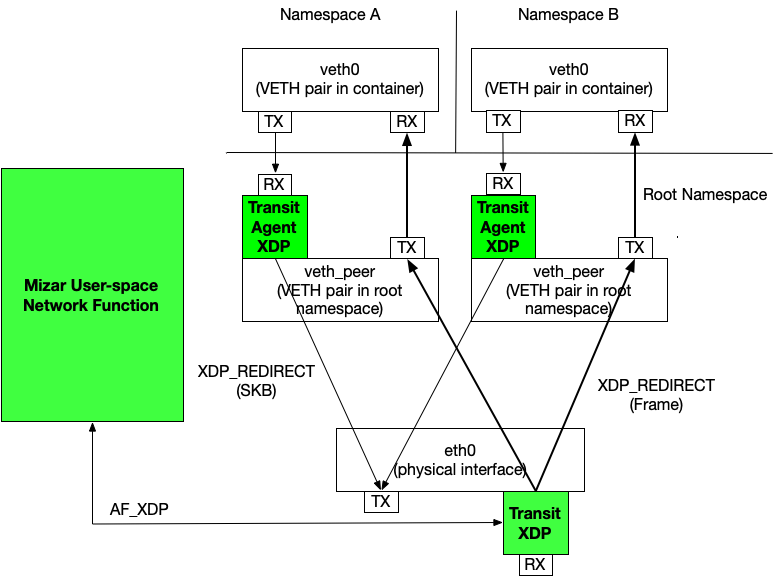 Namespace A
Namespace B
veth0
(VETH pair in container)
veth0
(VETH pair in container)
TX
RX
TX
RX
RX
RX
Root Namespace
Transit
Agent
XDP
Transit
Agent
XDP
TX
TX
veth_peer
(VETH pair in root
namespace)
veth_peer
(VETH pair in root
namespace)
Mizar User-space
Network Function
XDP_REDIRECT
(SKB)
XDP_REDIRECT
(Frame)
eth0
(physical interface)
TX
AF_XDP
Transit
XDP
RX